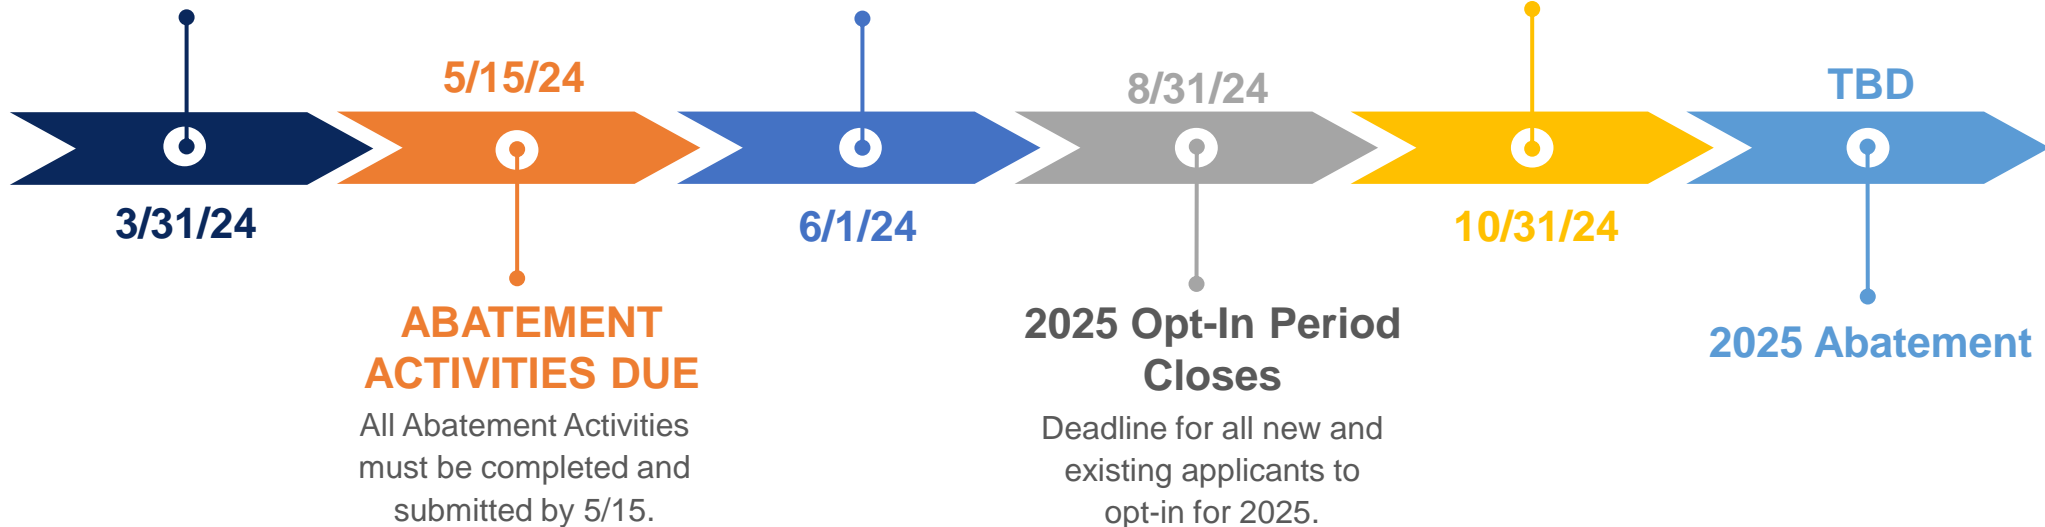 5/15/24
8/31/24
TBD
3/31/24
6/1/24
10/31/24
ABATEMENT
ACTIVITIES DUE
All Abatement Activities
must be completed and
submitted by 5/15.
2025 Opt-In Period
Closes
Deadline for all new and
existing applicants to
opt-in for 2025.
2025 Abatement